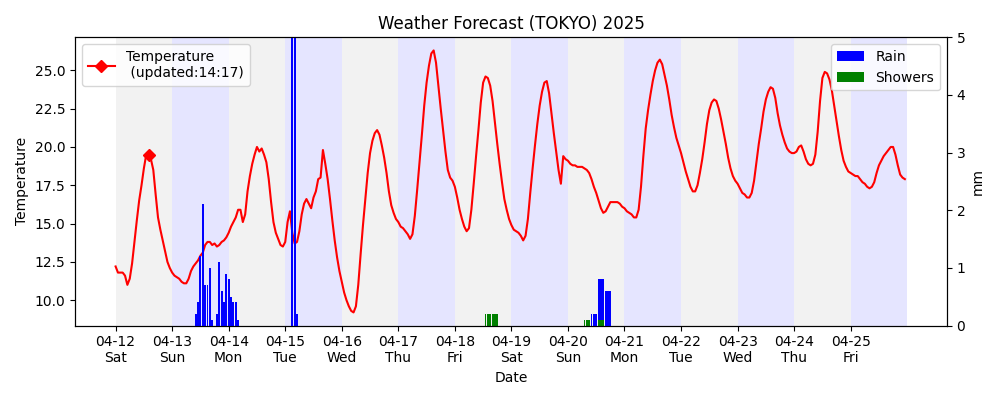 Weather Forecast (TOKYO) 2025
Temperature
(updated:14:17)
Rain
Showers
Temperature
25.0
22.5
20.0
17.5
15.0
12.5
10.0
5
4
3
2
1
0
mm
04-12 04-13 04-14 04-15 04-16 04-17 04-18 04-19 04-20 04-21 04-22 04-23 04-24 04-25
Sat Sun Mon Tue Wed Thu Fri Sat Sun Mon Tue Wed Thu Fri
Date